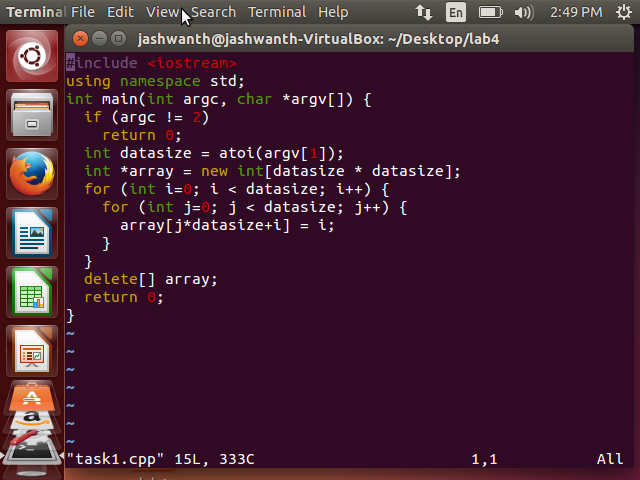 Terminal File Edit View Search Terminal Help En 2:49 PM
jashwanth@jashwanth-VirtualBox: ~/Desktop/lab4
#include <iostream>
using namespace std;
int main(int argc, char *argv[]) {
  if (argc != 2)
    return 0;
  int datasize = atoi(argv[1]);
  int *array = new int[datasize * datasize];
  for (int i=0; i < datasize; i++) {
    for (int j=0; j < datasize; j++) {
      array[j*datasize+i] = i;
    }
  }
  delete[] array;
  return 0;
}
~
~
~
~
~
~
~
"task1.cpp" 15L, 333C 1,1 All